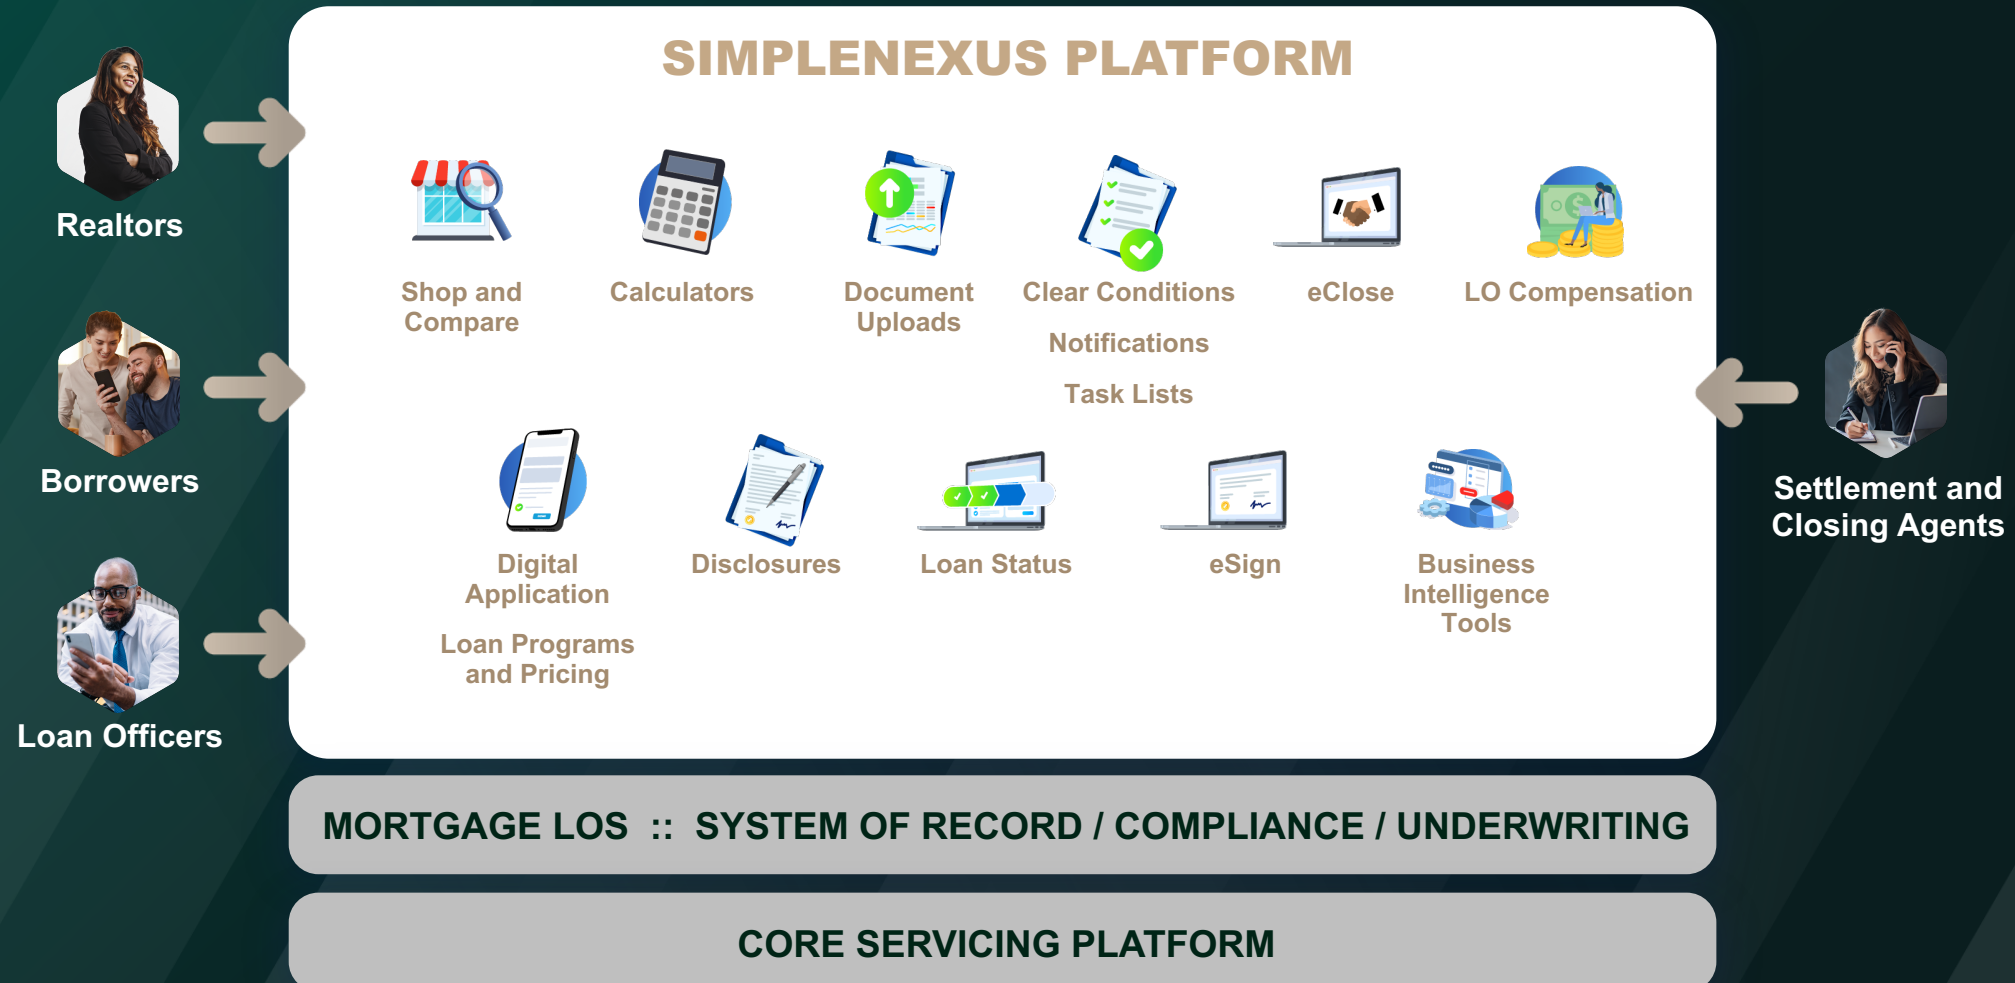 SIMPLENEXUS PLATFORM
Realtors
Borrowers
Loan Officers
Shop and
Compare
Calculators
Document
Uploads
Clear Conditions
Notifications
Task Lists
eClose
LO Compensation
Digital
Application
Loan Programs
and Pricing
Disclosures
Loan Status
eSign
Business
Intelligence
Tools
Settlement and
Closing Agents
MORTGAGE LOS :: SYSTEM OF RECORD / COMPLIANCE / UNDERWRITING
CORE SERVICING PLATFORM